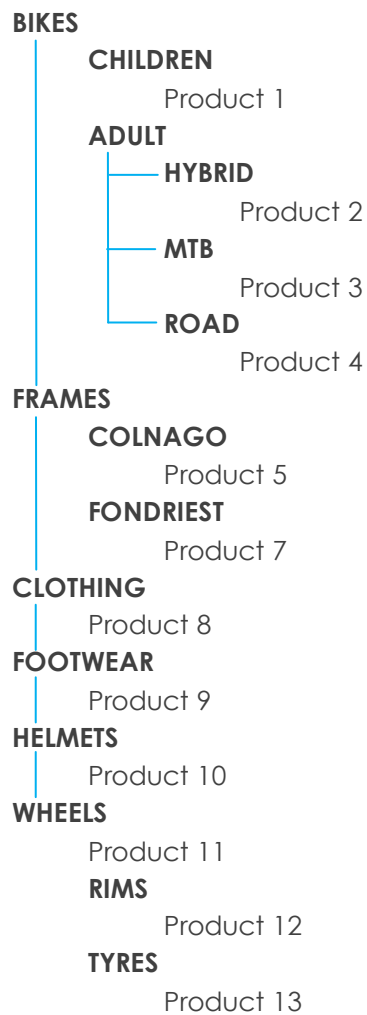 BIKES
CHILDREN
Product 1
ADULT
HYBRID
Product 2
MTB
Product 3
ROAD
Product 4
FRAMES
COLNAGO
Product 5
FONDRIEST
Product 7
CLOTHING
Product 8
FOOTWEAR
Product 9
HELMETS
Product 10
WHEELS
Product 11
RIMS
Product 12
TYRES
Product 13